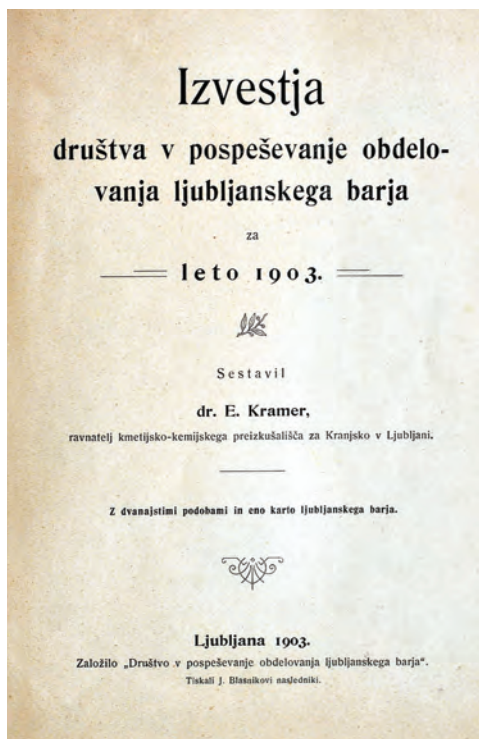 Izvestja
društva v pospeševanje obdelo-
vanja ljubljanskega barja
za
leto 1903.
Sestavil
dr. E. Kramer,
ravnatelj kmetijsko-kemijskega preizkušališča za Kranjsko v Ljubljani.
Z dvanajstimi podobami in eno karto ljubljanskega barja.
Ljubljana 1903.
Založilo „Društvo v pospeševanje obdelovanja ljubljanskega barja“.
Tiskali J. Blasnikovi nasledniki.